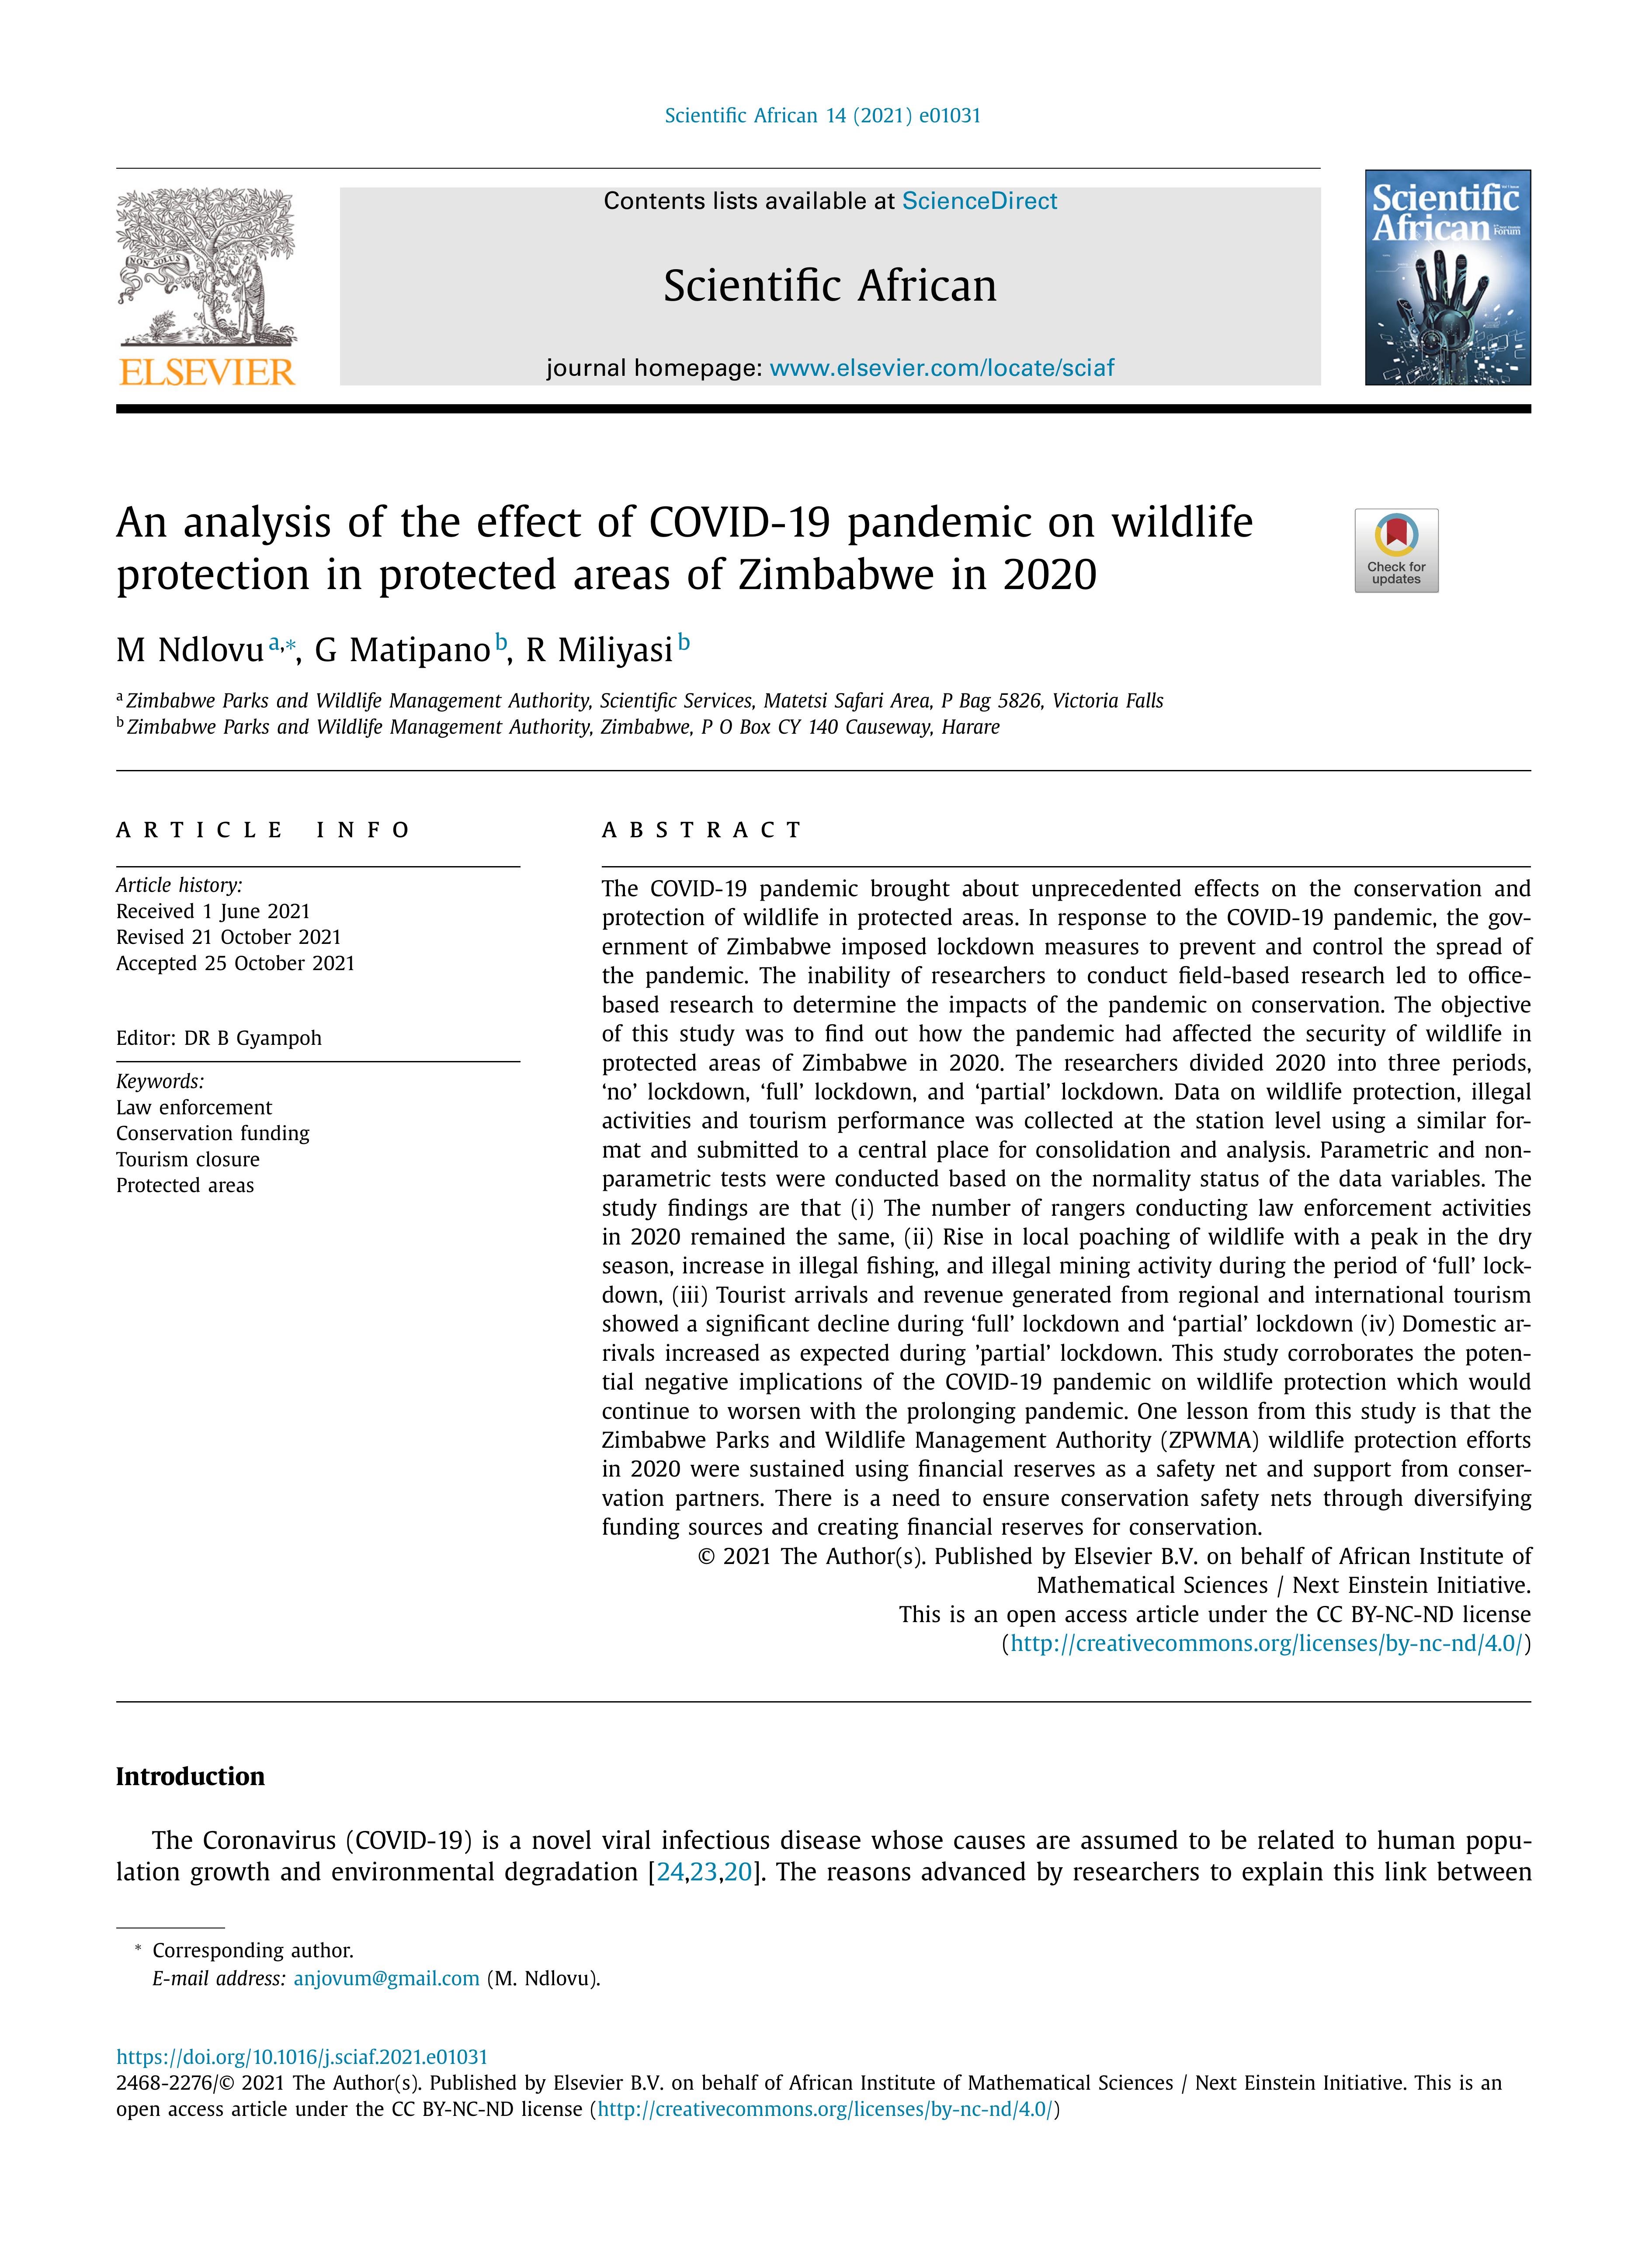 Scientific African 14 (2021) e01031
Contents lists available at ScienceDirect
Scientific African
journal homepage: www.elsevier.com/locate/sciaf
NON SOLUS
ELSEVIER
Scientific
African
Forum
An analysis of the effect of COVID-19 pandemic on wildlife
protection in protected areas of Zimbabwe in 2020
Check for
updates
M Ndlovu a,∗, G Matipano b, R Miliyasi b
a Zimbabwe Parks and Wildlife Management Authority, Scientific Services, Matetsi Safari Area, P Bag 5826, Victoria Falls
b Zimbabwe Parks and Wildlife Management Authority, Zimbabwe, P O Box CY 140 Causeway, Harare
ARTICLE INFO
Article history:
Received 1 June 2021
Revised 21 October 2021
Accepted 25 October 2021
Editor: DR B Gyampoh
Keywords:
Law enforcement
Conservation funding
Tourism closure
Protected areas
ABSTRACT
The COVID-19 pandemic brought about unprecedented effects on the conservation and
protection of wildlife in protected areas. In response to the COVID-19 pandemic, the gov-
ernment of Zimbabwe imposed lockdown measures to prevent and control the spread of
the pandemic. The inability of researchers to conduct field-based research led to office-
based research to determine the impacts of the pandemic on conservation. The objective
of this study was to find out how the pandemic had affected the security of wildlife in
protected areas of Zimbabwe in 2020. The researchers divided 2020 into three periods,
‘no’ lockdown, ‘full’ lockdown, and ‘partial’ lockdown. Data on wildlife protection, illegal
activities and tourism performance was collected at the station level using a similar for-
mat and submitted to a central place for consolidation and analysis. Parametric and non-
parametric tests were conducted based on the normality status of the data variables. The
study findings are that (i) The number of rangers conducting law enforcement activities
in 2020 remained the same, (ii) Rise in local poaching of wildlife with a peak in the dry
season, increase in illegal fishing, and illegal mining activity during the period of ‘full’ lock-
down, (iii) Tourist arrivals and revenue generated from regional and international tourism
showed a significant decline during ‘full’ lockdown and ‘partial’ lockdown (iv) Domestic ar-
rivals increased as expected during ’partial’ lockdown. This study corroborates the poten-
tial negative implications of the COVID-19 pandemic on wildlife protection which would
continue to worsen with the prolonging pandemic. One lesson from this study is that the
Zimbabwe Parks and Wildlife Management Authority (ZPWMA) wildlife protection efforts
in 2020 were sustained using financial reserves as a safety net and support from conser-
vation partners. There is a need to ensure conservation safety nets through diversifying
funding sources and creating financial reserves for conservation.
© 2021 The Author(s). Published by Elsevier B.V. on behalf of African Institute of
Mathematical Sciences / Next Einstein Initiative.
This is an open access article under the CC BY-NC-ND license
(http://creativecommons.org/licenses/by-nc-nd/4.0/)
Introduction
The Coronavirus (COVID-19) is a novel viral infectious disease whose causes are assumed to be related to human popu-
lation growth and environmental degradation [24,23,20]. The reasons advanced by researchers to explain this link between
∗ Corresponding author.
E-mail address: anjovum@gmail.com (M. Ndlovu).
https://doi.org/10.1016/j.sciaf.2021.e01031
2468-2276/© 2021 The Author(s). Published by Elsevier B.V. on behalf of African Institute of Mathematical Sciences / Next Einstein Initiative. This is an
open access article under the CC BY-NC-ND license (http://creativecommons.org/licenses/by-nc-nd/4.0/)